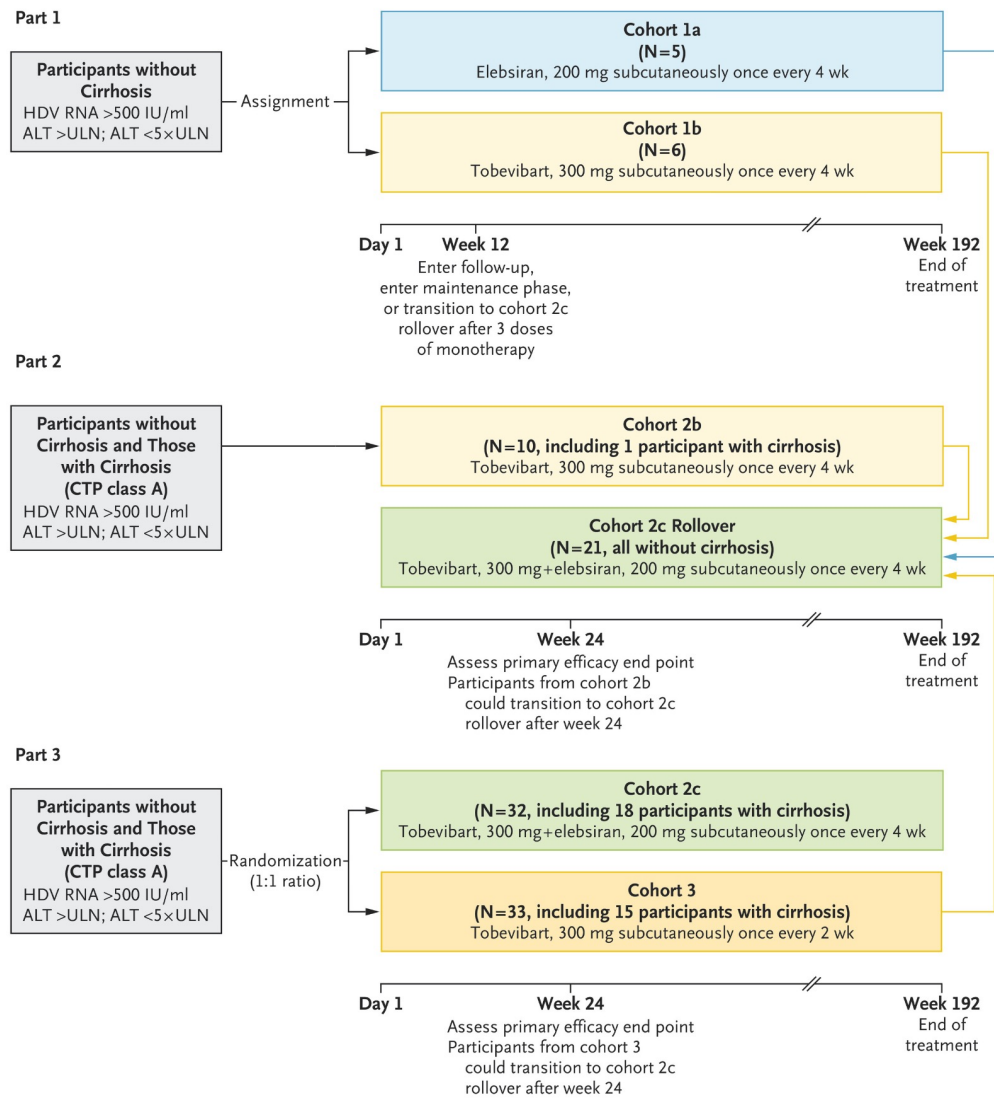 Part 1
Participants without
Cirrhosis
HDV RNA >500 IU/ml
ALT >ULN; ALT <5×ULN
Assignment
Cohort 1a
(N=5)
Elebsiran, 200 mg subcutaneously once every 4 wk
Cohort 1b
(N=6)
Tobevibart, 300 mg subcutaneously once every 4 wk
Day 1
Week 12
Enter follow-up,
enter maintenance phase,
or transition to cohort 2c
rollover after 3 doses
of monotherapy
Week 192
End of
treatment
Part 2
Participants without
Cirrhosis and Those
with Cirrhosis
(CTP class A)
HDV RNA >500 IU/ml
ALT >ULN; ALT <5×ULN
Cohort 2b
(N=10, including 1 participant with cirrhosis)
Tobevibart, 300 mg subcutaneously once every 4 wk
Cohort 2c Rollover
(N=21, all without cirrhosis)
Tobevibart, 300 mg+elebsiran, 200 mg subcutaneously once every 4 wk
Day 1
Week 24
Assess primary efficacy end point
Participants from cohort 2b
could transition to cohort 2c
rollover after week 24
Week 192
End of
treatment
Part 3
Participants without
Cirrhosis and Those
with Cirrhosis
(CTP class A)
HDV RNA >500 IU/ml
ALT >ULN; ALT <5×ULN
Randomization
(1:1 ratio)
Cohort 2c
(N=32, including 18 participants with cirrhosis)
Tobevibart, 300 mg+elebsiran, 200 mg subcutaneously once every 4 wk
Cohort 3
(N=33, including 15 participants with cirrhosis)
Tobevibart, 300 mg subcutaneously once every 2 wk
Day 1
Week 24
Assess primary efficacy end point
Participants from cohort 3
could transition to cohort 2c
rollover after week 24
Week 192
End of
treatment